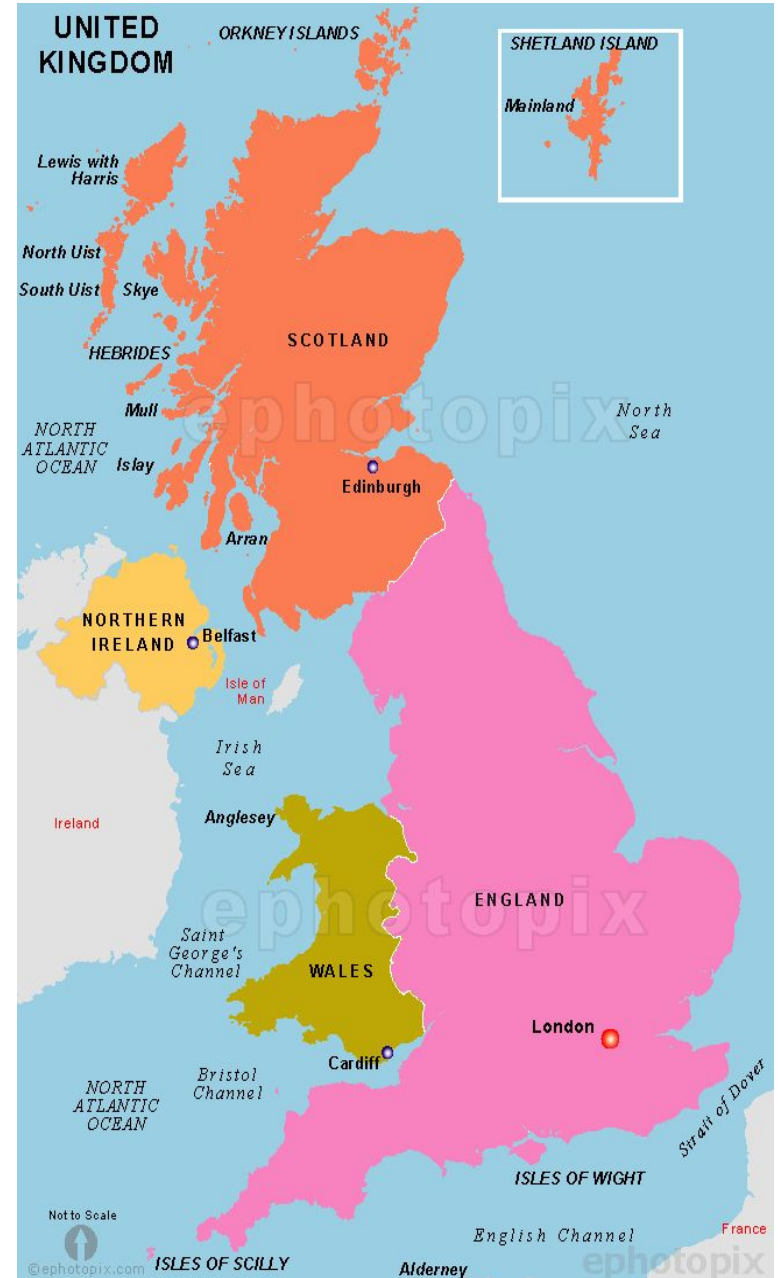 UNITED
KINGDOM
ORKNEY ISLANDS
SHETLAND ISLAND
Mainland
Lewis with
Harris
North Uist
South Uist
Skye
HEBRIDES
SCOTLAND
Mull
ephotopix
North
Sea
NORTH
ATLANTIC
OCEAN
Islay
Edinburgh
Arran
NORTHERN
IRELAND
Belfast
Isle of
Man
Irish
Sea
Ireland
Anglesey
ephotopix
ENGLAND
Saint
George's
Channel
WALES
London
Cardiff
Bristol
Channel
NORTH
ATLANTIC
OCEAN
Strait of Dover
ISLES OF WIGHT
Not to Scale
English Channel
France
©ephotopix.com
ISLES OF SCILLY
Alderney
ephotopix